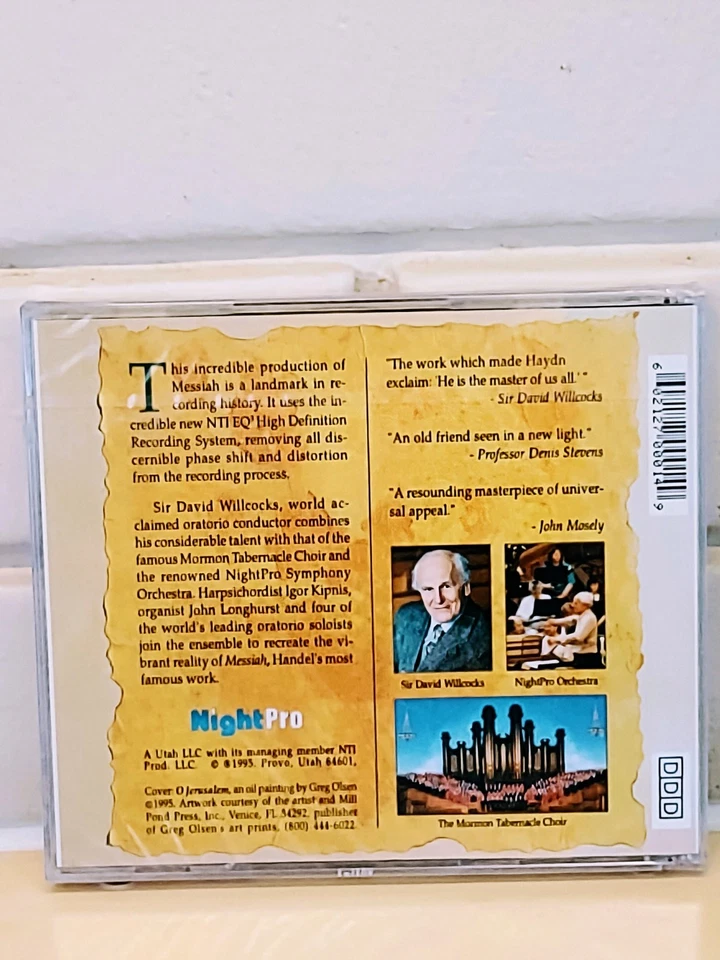 This incredible production of
Messiah is a landmark in re-
cording history. It uses the in-
credible new NTI EQ³ High Definition
Recording System, removing all dis-
cernible phase shift and distortion
from the recording process.
Sir David Willcocks, world ac-
claimed oratorio conductor combines
his considerable talent with that of the
famous Mormon Tabernacle Choir and
the renowned NightPro Symphony
Orchestra. Harpsichordist Igor Kipnis,
organist John Longhurst and four of
the world's leading oratorio soloists
join the ensemble to recreate the vi-
brant reality of Messiah, Handel's most
famous work.
NightPro
A Utah LLC with its managing member NTI
Prod. LLC. © ℗ 1995. Provo, Utah 84601,
Cover: O Jerusalem, an oil painting by Greg Olsen
©1995. Artwork courtesy of the artist and Mill
Pond Press, Inc., Venice, FL 34292, publisher
of Greg Olsen's art prints, (800) 444-6022.
"The work which made Haydn
exclaim: 'He is the master of us all.' "
- Sir David Willcocks
"An old friend seen in a new light."
- Professor Denis Stevens
"A resounding masterpiece of univer-
sal appeal."
- John Mosely
Sir David Willcocks
NightPro Orchestra
The Mormon Tabernacle Choir
6 02127 00014 9
DDD